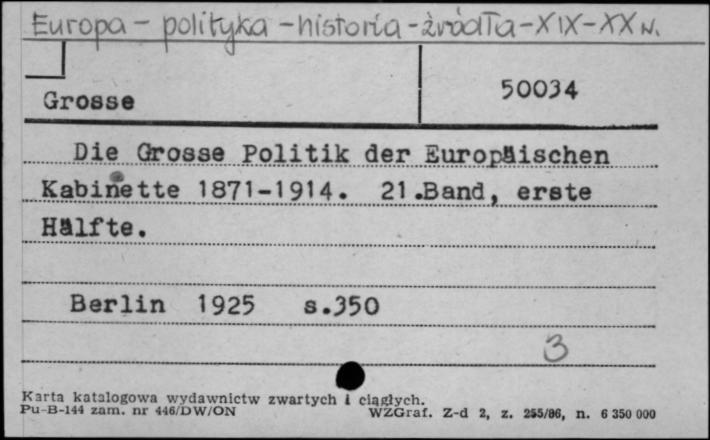 Europa - polityka - historia - źródła - XIX - XX w.
Grosse
50034
Die Grosse Politik der Europäischen
Kabinette 1871-1914. 21.Band, erste
Hälfte.
Berlin 1925 s.350
3
Karta katalogowa wydawnictw zwartych i ciągłych.
Pu-B-144 zam. nr 446/DW/ON
WZGraf. Z-d 2, z. 255/86, n. 6 350 000